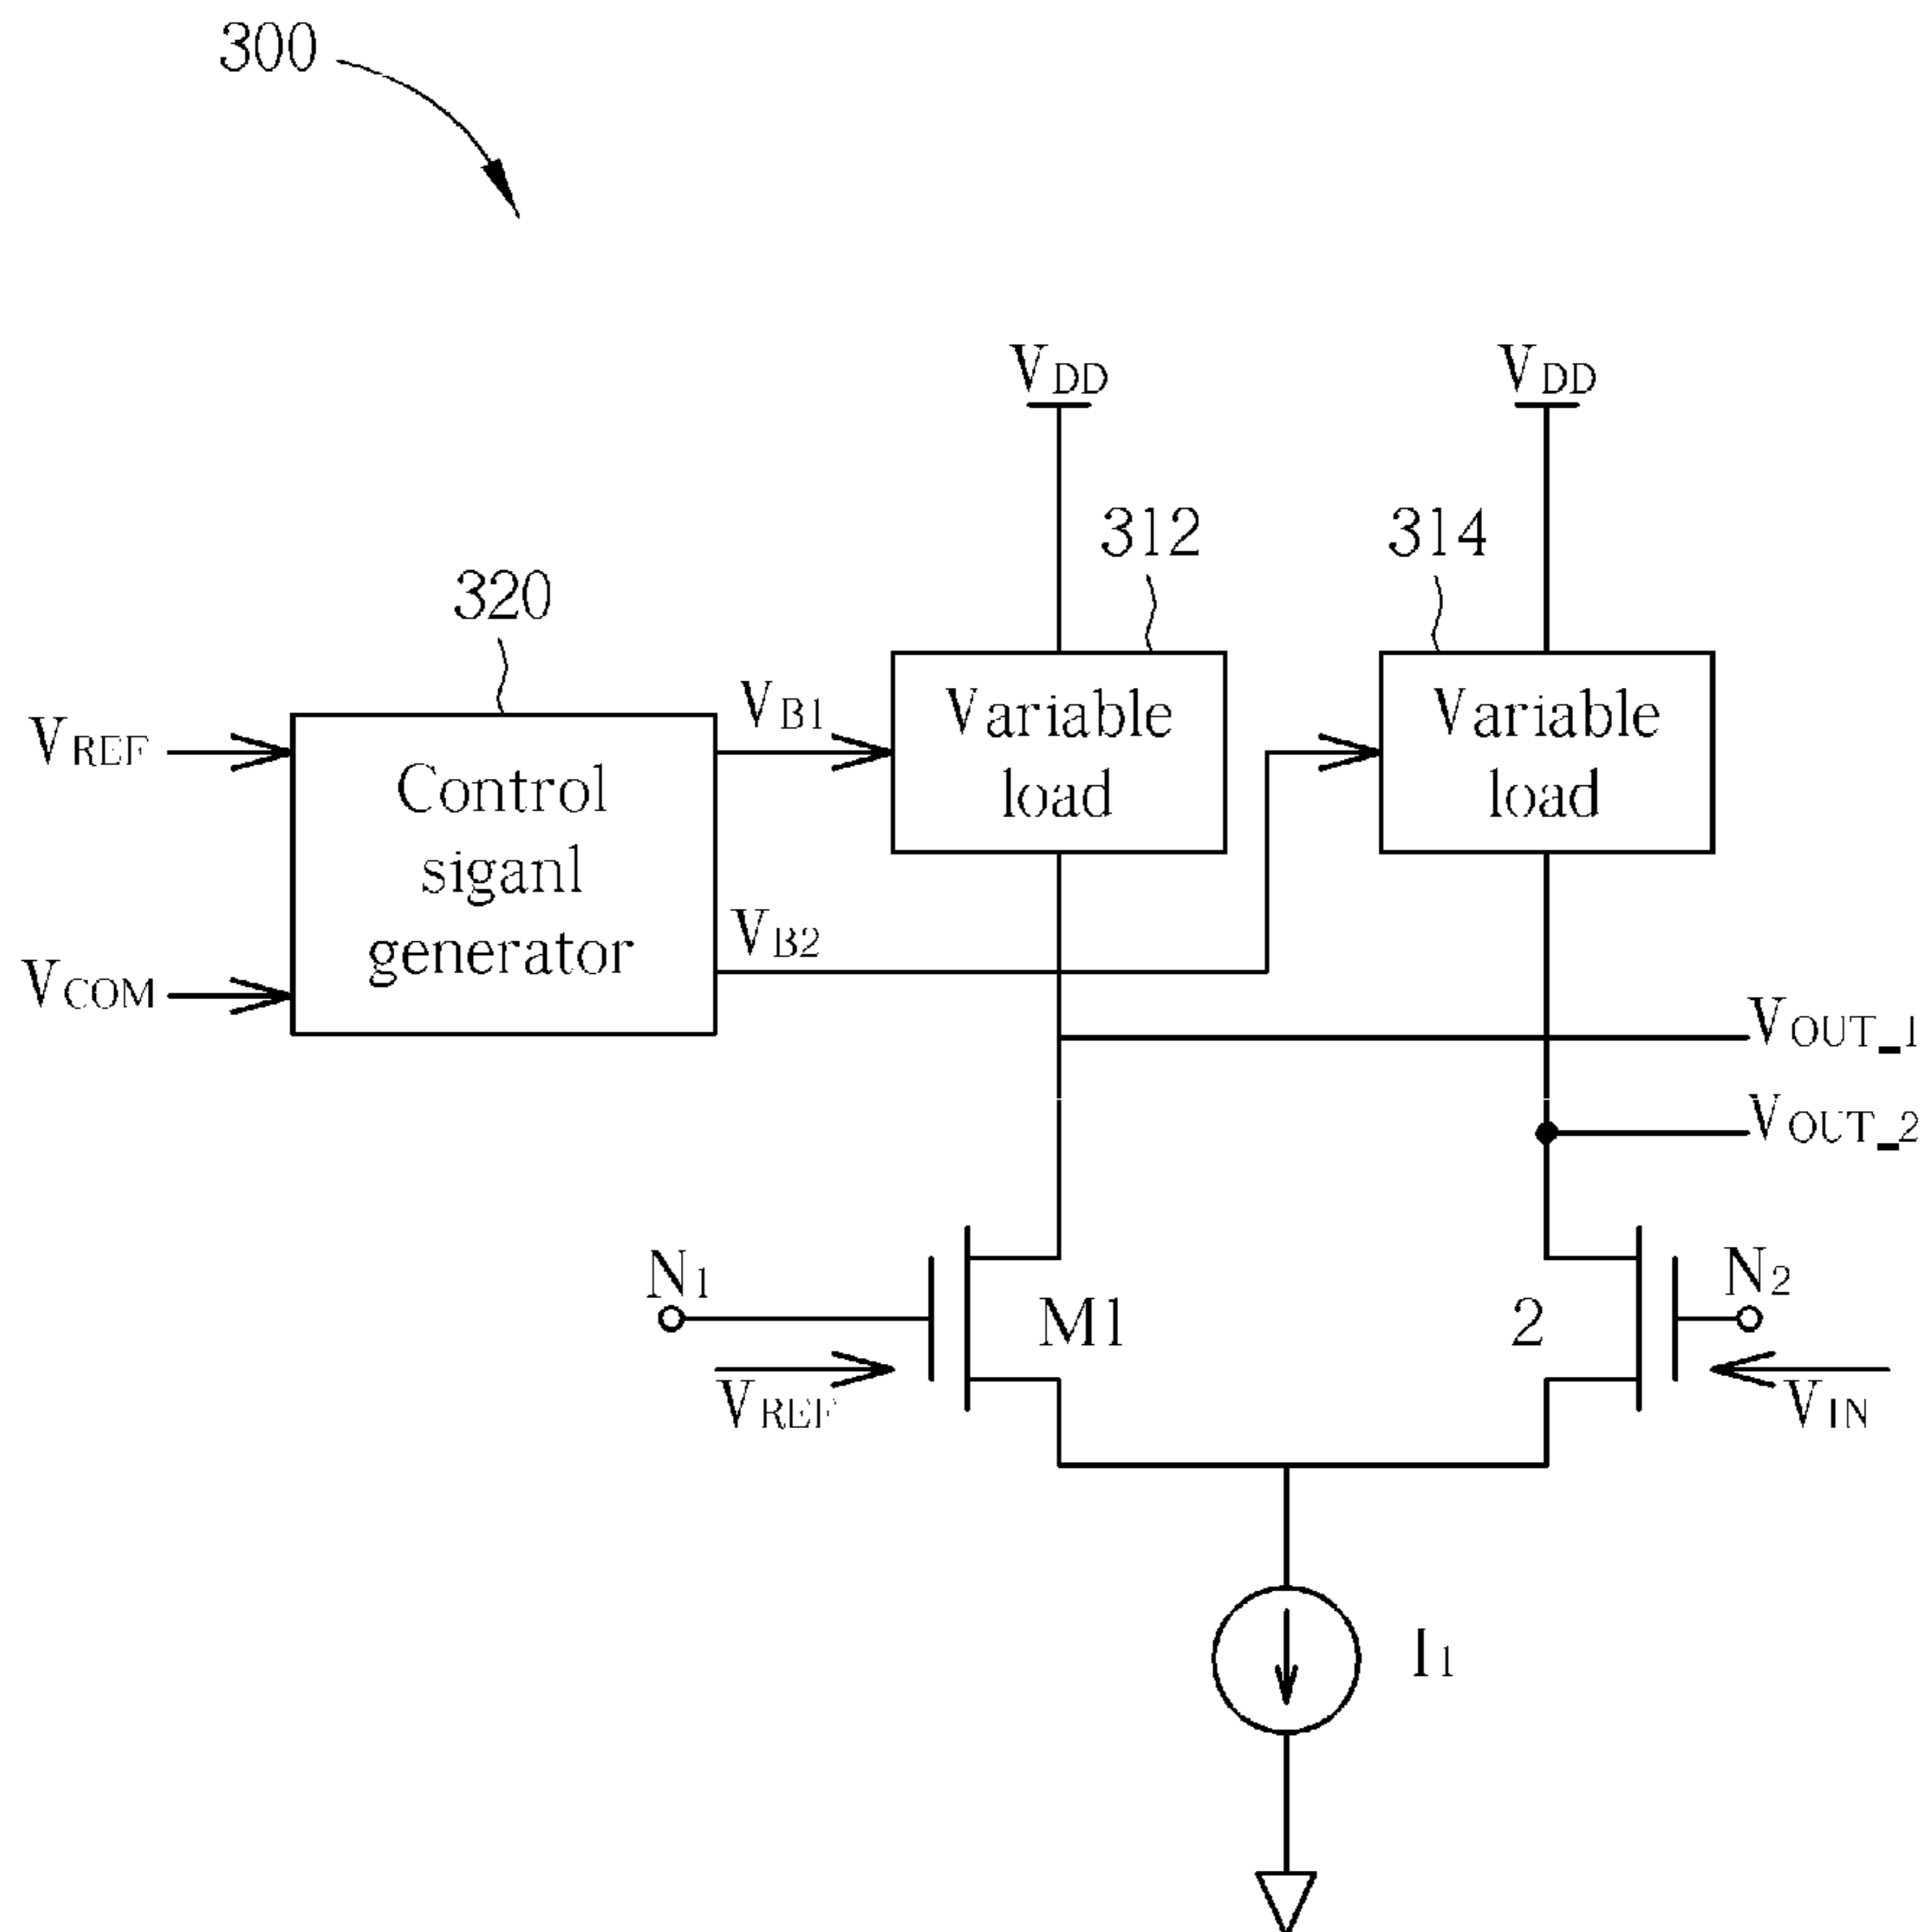 300
VDD
VDD
312
314
320
VB1
Variable
load
Variable
load
VREF
Control
siganl
generator
VB2
VCOM
VOUT_1
VOUT_2
N1
M1
2
N2
VREF
VIN
I1